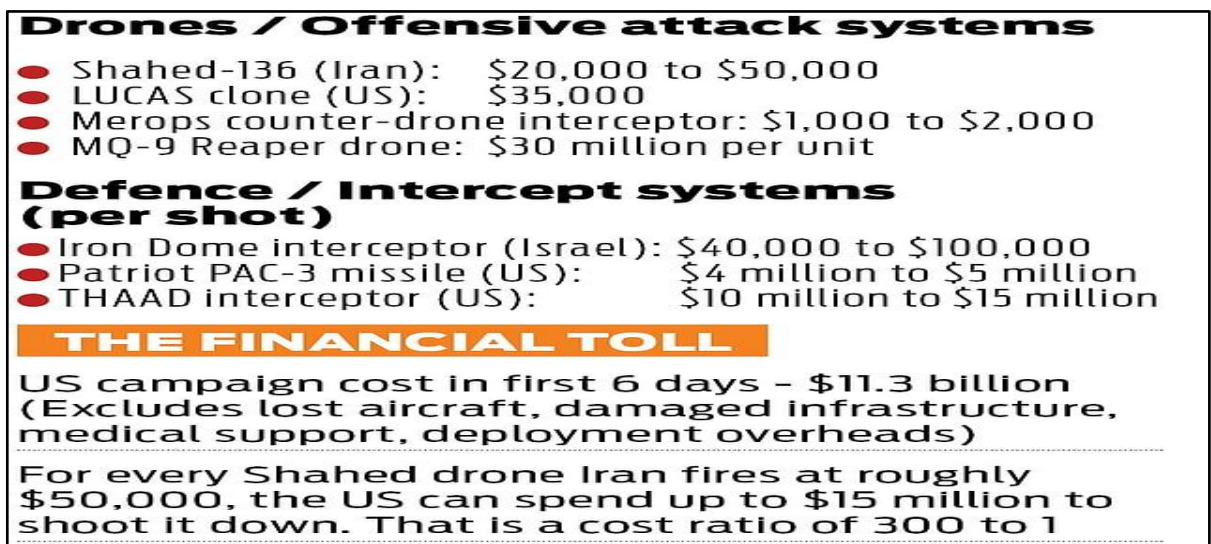 Drones / Offensive attack systems
● Shahed-136 (Iran): $20,000 to $50,000
● LUCAS clone (US): $35,000
● Merops counter-drone interceptor: $1,000 to $2,000
● MQ-9 Reaper drone: $30 million per unit
Defence / Intercept systems
(per shot)
● Iron Dome interceptor (Israel): $40,000 to $100,000
● Patriot PAC-3 missile (US): $4 million to $5 million
● THAAD interceptor (US): $10 million to $15 million
THE FINANCIAL TOLL
US campaign cost in first 6 days – $11.3 billion
(Excludes lost aircraft, damaged infrastructure,
medical support, deployment overheads)
For every Shahed drone Iran fires at roughly
$50,000, the US can spend up to $15 million to
shoot it down. That is a cost ratio of 300 to 1